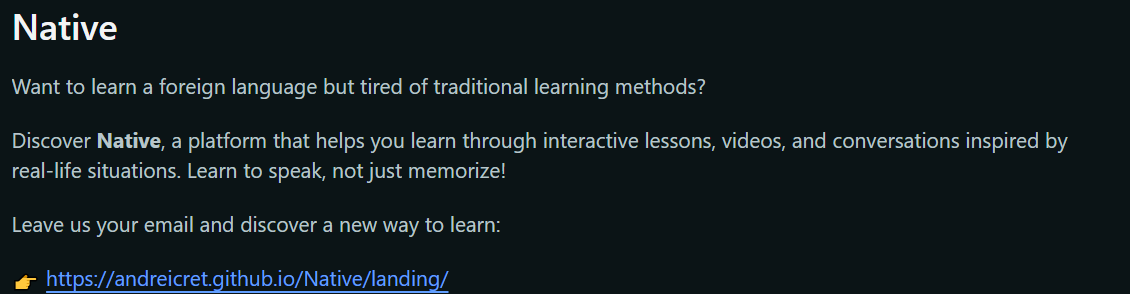 Native
Want to learn a foreign language but tired of traditional learning methods?
Discover Native, a platform that helps you learn through interactive lessons, videos, and conversations inspired by
real-life situations. Learn to speak, not just memorize!
Leave us your email and discover a new way to learn:
👉 https://andreicret.github.io/Native/landing/